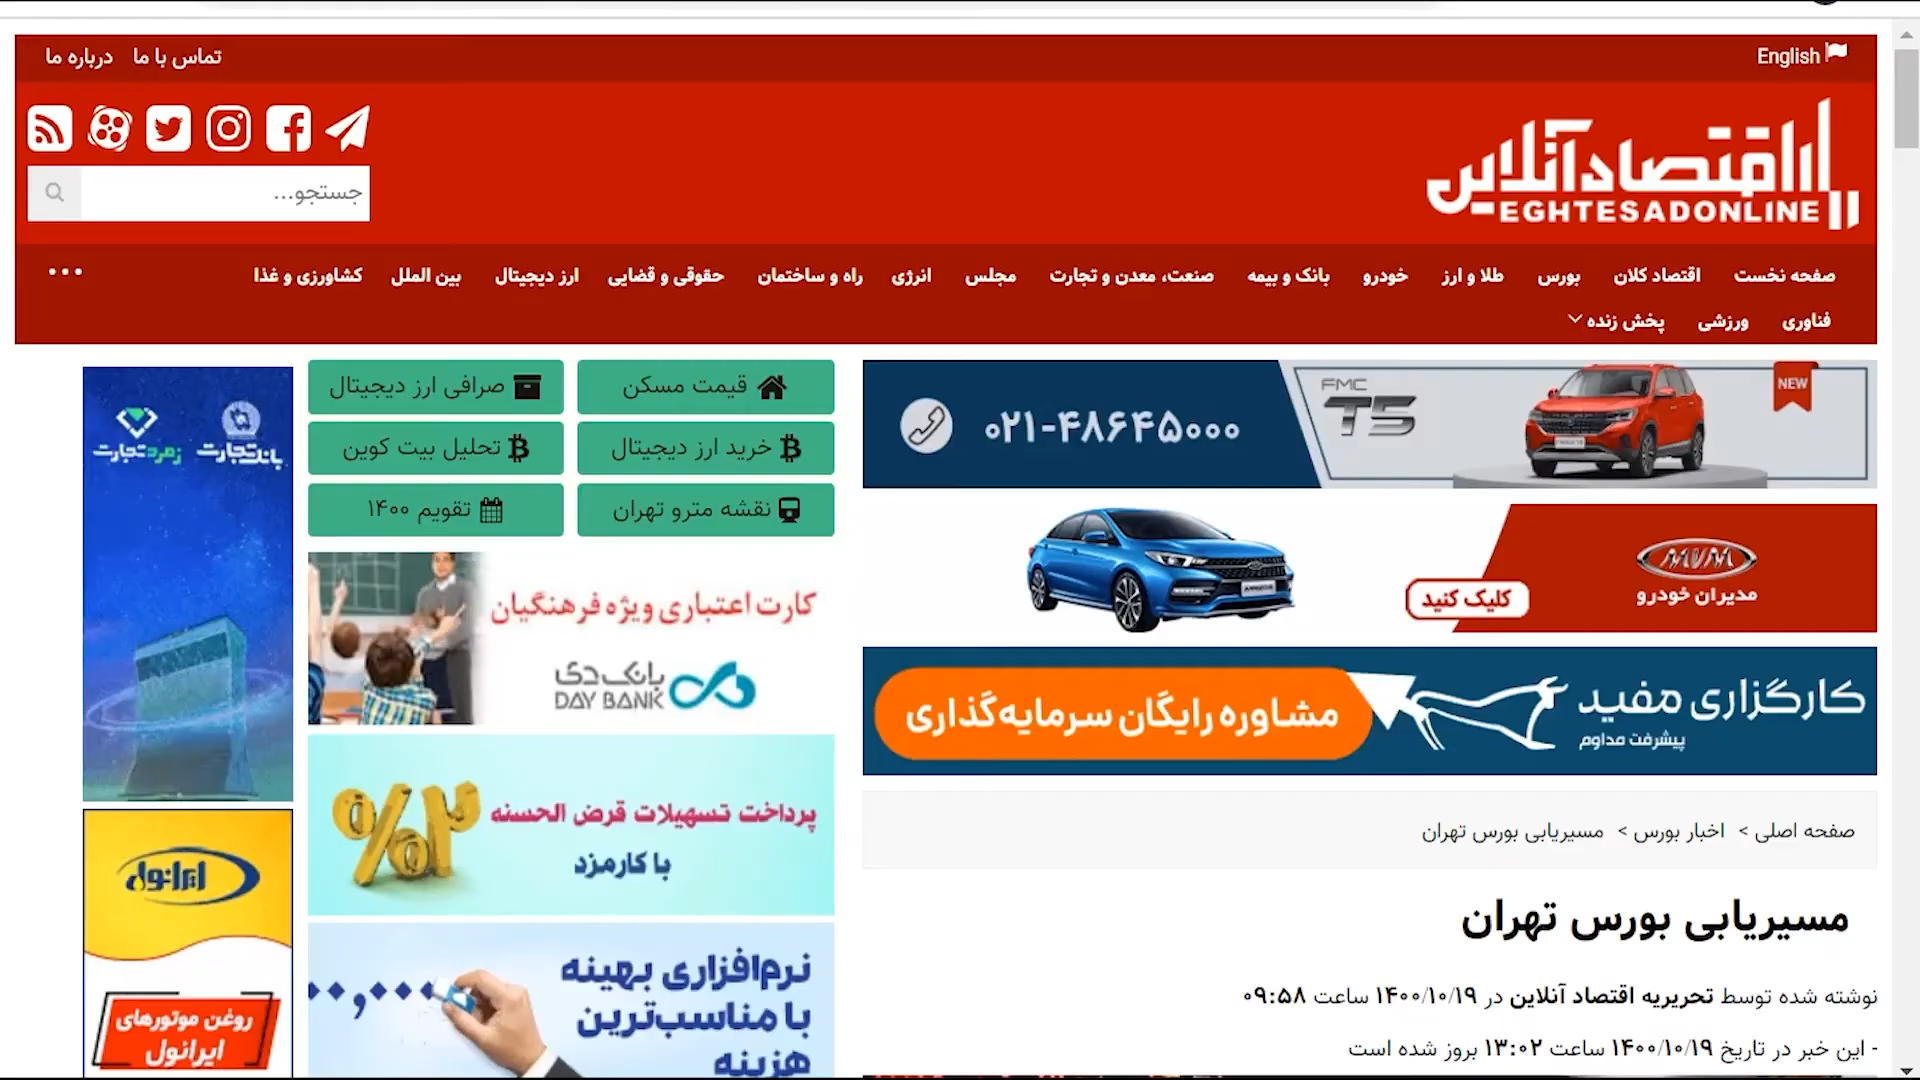 English
تماس با ما
درباره ما
اقتصادآنلاین
EGHTESADONLINE
جستجو...
صفحه نخست
اقتصاد کلان
بورس
طلا و ارز
خودرو
بانک و بیمه
صنعت، معدن و تجارت
مجلس
انرژی
راه و ساختمان
حقوقی و قضایی
ارز دیجیتال
بین الملل
کشاورزی و غذا
فناوری
ورزشی
پخش زنده
NEW
FMC
T5
۰۲۱-۴۸۶۴۵۰۰۰
MVM
مدیران خودرو
کلیک کنید
کارگزاری مفید
پیشرفت مداوم
مشاوره رایگان سرمایه‌گذاری
صفحه اصلی > اخبار بورس > مسیریابی بورس تهران
مسیریابی بورس تهران
نوشته شده توسط تحریریه اقتصاد آنلاین در ۱۴۰۰/۱۰/۱۹ ساعت ۰۹:۵۸
- این خبر در تاریخ ۱۴۰۰/۱۰/۱۹ ساعت ۱۳:۰۲ بروز شده است
قیمت مسکن
صرافی ارز دیجیتال
خرید ارز دیجیتال
تحلیل بیت کوین
نقشه مترو تهران
تقویم ۱۴۰۰
کارت اعتباری ویژه فرهنگیان
بانک دی
DAY BANK
پرداخت تسهیلات قرض الحسنه
با کارمزد
%۲
نرم‌افزاری بهینه
با مناسب‌ترین
هزینه
بانک تجارت
زمرد تجارت
ایرانول
روغن موتورهای
ایرانول